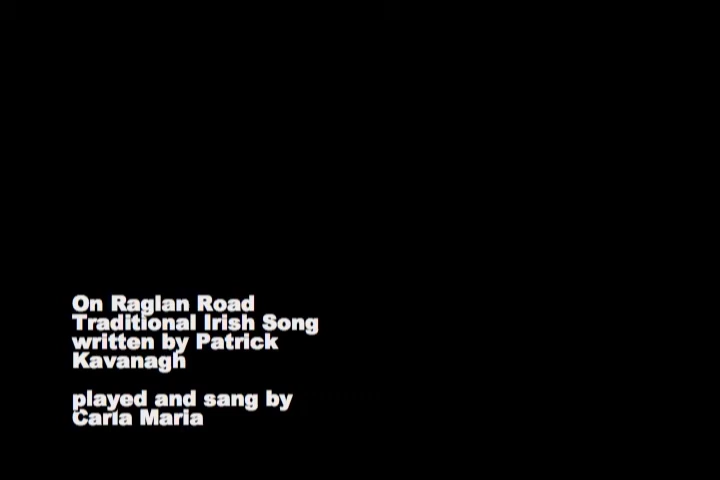 On Raglan Road
Traditional Irish Song
written by Patrick
Kavanagh
played and sang by
Carla Maria